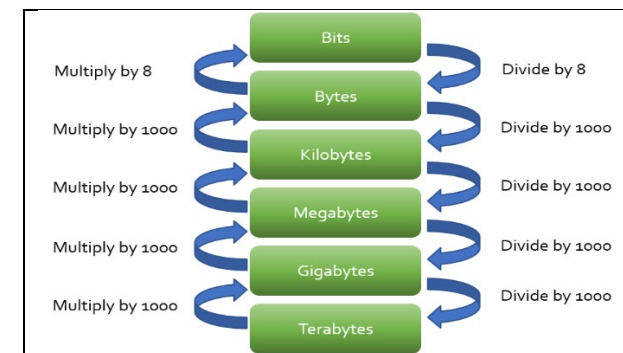 Bits
Multiply by 8
Divide by 8
Bytes
Multiply by 1000
Divide by 1000
Kilobytes
Multiply by 1000
Divide by 1000
Megabytes
Multiply by 1000
Divide by 1000
Gigabytes
Multiply by 1000
Divide by 1000
Terabytes